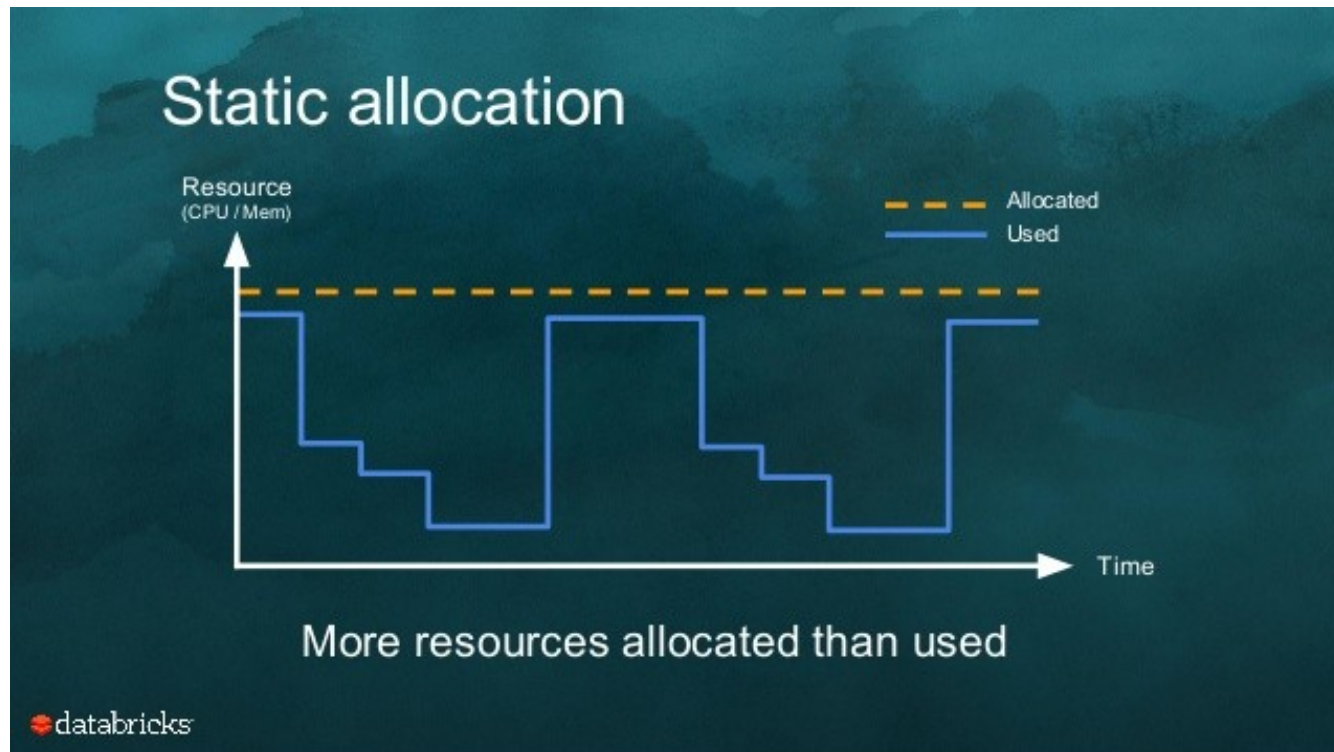 Static allocation
Resource
(CPU / Mem)
Allocated
Used
Time
More resources allocated than used
databricks